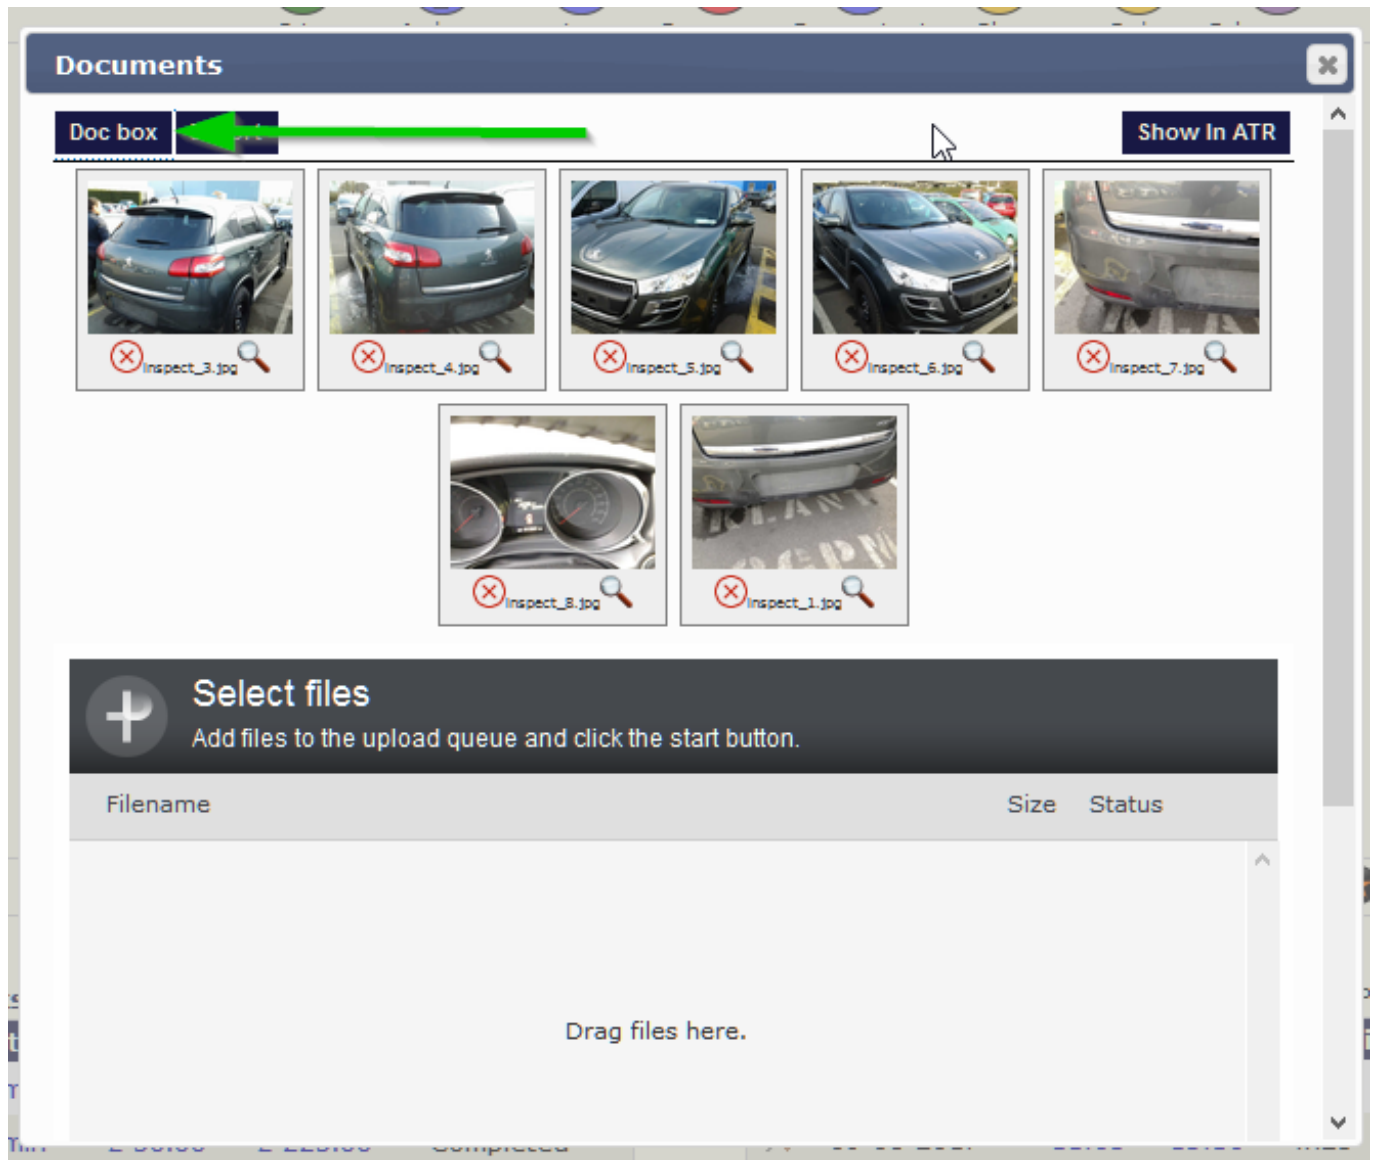 Documents
Doc box
Show In ATR
Inspect_3.jpg
Inspect_4.jpg
Inspect_5.jpg
Inspect_6.jpg
Inspect_7.jpg
Inspect_8.jpg
Inspect_1.jpg
Select files
Add files to the upload queue and click the start button.
Filename Size Status
Drag files here.